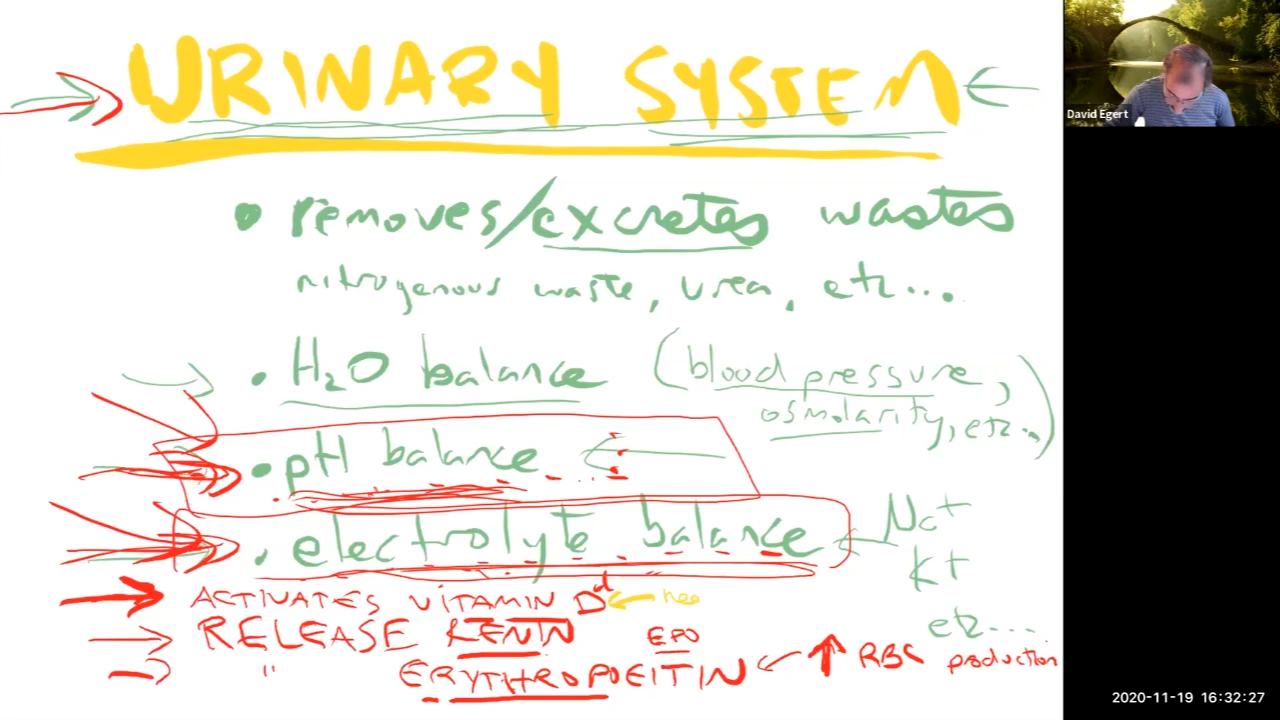 URINARY SYSTEM
• removes/excretes wastes
nitrogenous waste, urea, etc...
• H₂O balance (blood pressure,
osmolarity, etc...)
• pH balance
• electrolyte balance Na+
K+
etc...
ACTIVATES VITAMIN D
RELEASE RENIN EPO
" ERYTHROPOEITIN ↑ RBC production
David Egert
2020-11-19 16:32:27